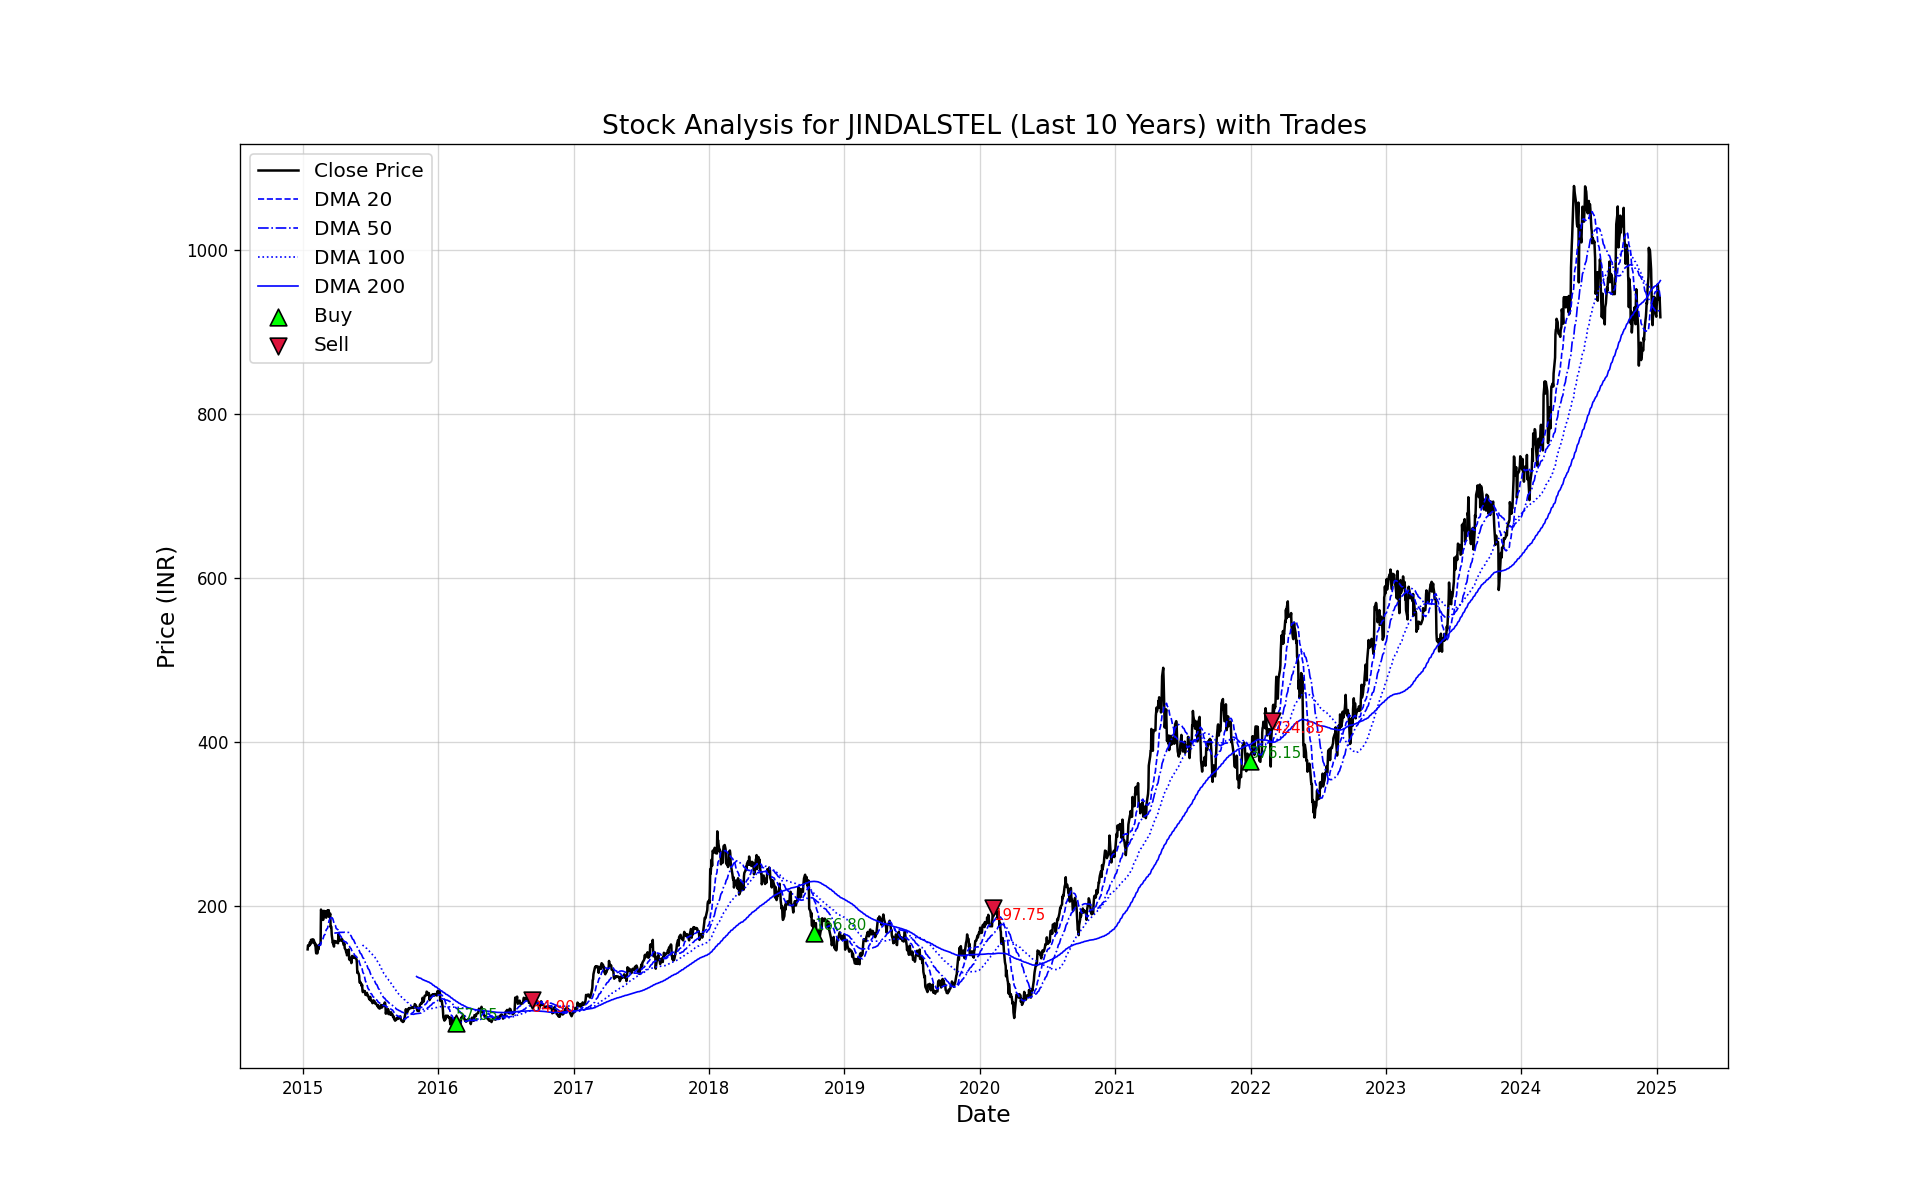 Stock Analysis for JINDALSTEL (Last 10 Years) with Trades
Close Price
DMA 20
DMA 50
DMA 100
DMA 200
Buy
Sell
Price (INR)
1000
800
600
400
200
424.85
376.15
197.75
166.80
2015
2016
2017
2018
2019
2020
2021
2022
2023
2024
2025
Date